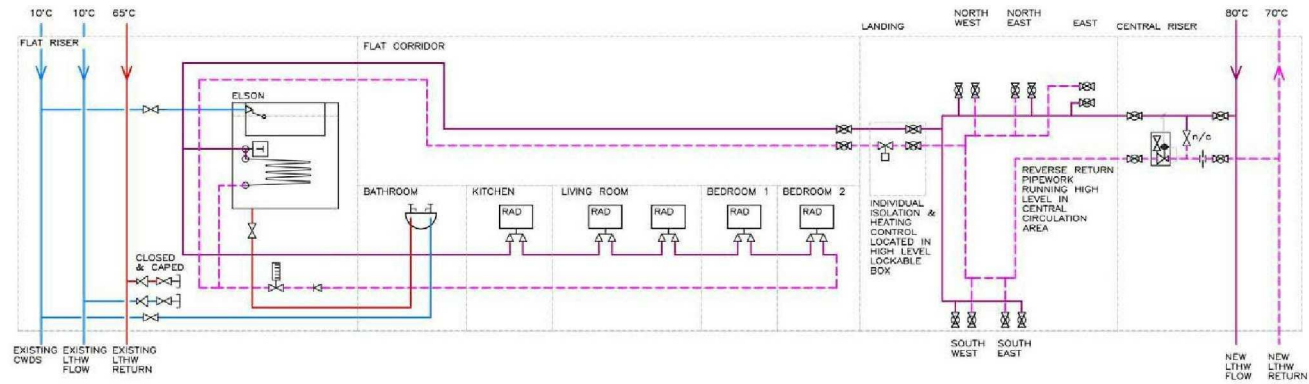 10°C 10°C 65°C
NORTH WEST
NORTH EAST
EAST
80°C 70°C
FLAT RISER
FLAT CORRIDOR
LANDING
CENTRAL RISER
ELSON
n/c
BATHROOM
KITCHEN
LIVING ROOM
BEDROOM 1
BEDROOM 2
RAD
RAD
RAD
RAD
RAD
CLOSED
& CAPED
INDIVIDUAL
ISOLATION &
HEATING
CONTROL
LOCATED IN
HIGH LEVEL
LOCKABLE
BOX
REVERSE RETURN
PIPEWORK
RUNNING HIGH
LEVEL IN
CENTRAL
CIRCULATION
AREA
EXISTING
CWDS
EXISTING
LTHW
FLOW
EXISTING
LTHW
RETURN
SOUTH
WEST
SOUTH
EAST
NEW
LTHW
FLOW
NEW
LTHW
RETURN